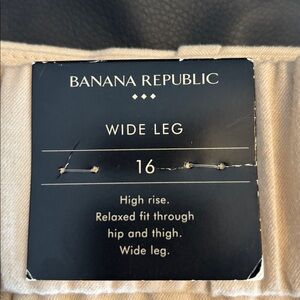 BANANA REPUBLIC
WIDE LEG
16
High rise.
Relaxed fit through
hip and thigh.
Wide leg.